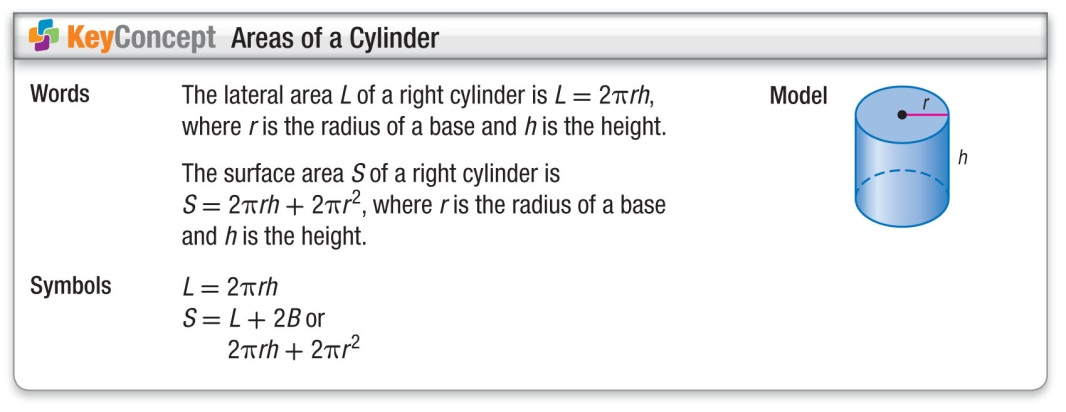 KeyConcept Areas of a Cylinder
Words
The lateral area L of a right cylinder is L = 2πrh,
where r is the radius of a base and h is the height.
The surface area S of a right cylinder is
S = 2πrh + 2πr², where r is the radius of a base
and h is the height.
Model
r
h
Symbols
L = 2πrh
S = L + 2B or
2πrh + 2πr²